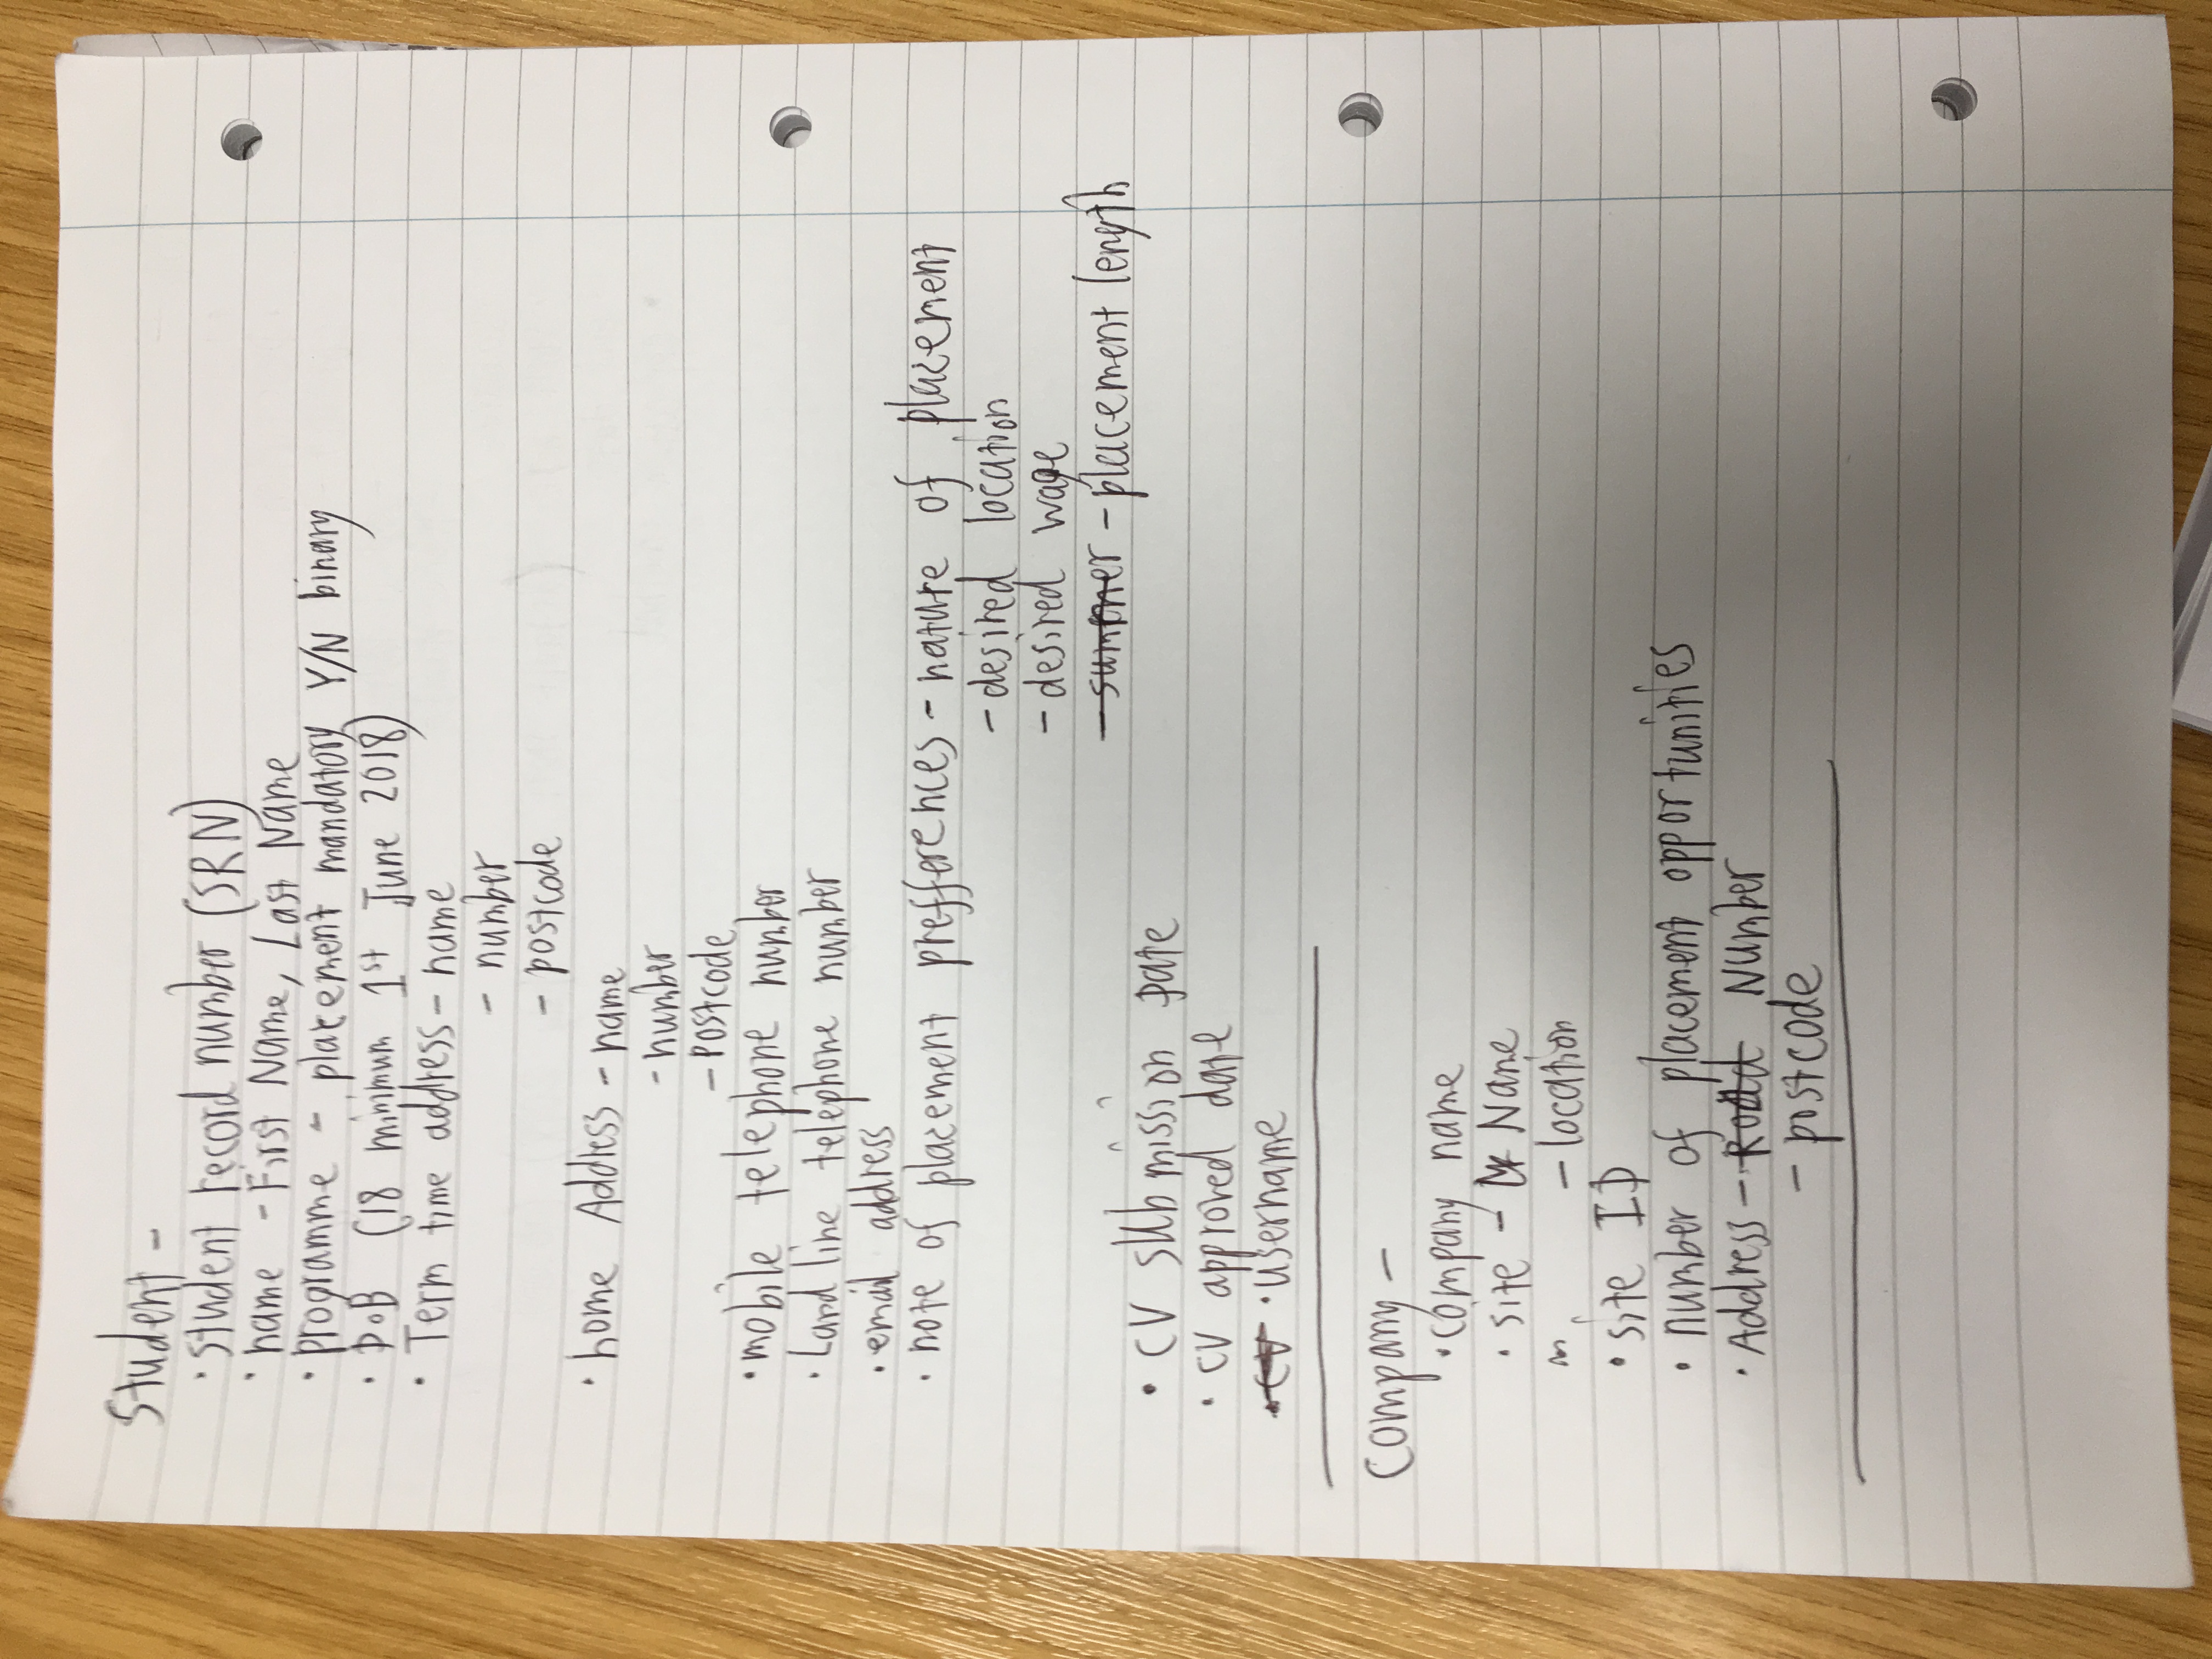 Student -
· student record number (SRN)
· name - First Name, Last Name
· programme - placement mandatory Y/N binary
· DoB (18 minimum 1st June 2018)
· Term time address - name
- number
- postcode
· home Address - name
- number
- Postcode
· mobile telephone number
· Land line telephone number
· email address
· note of placement prefferences - nature of placement
- desired location
- desired wage
- summer - placement length
· CV submission Date
· CV approved date
· CV · username
Company -
· company name
· site - Name
- location
· site ID
· number of placement opportunities
· Address - Road Number
- postcode